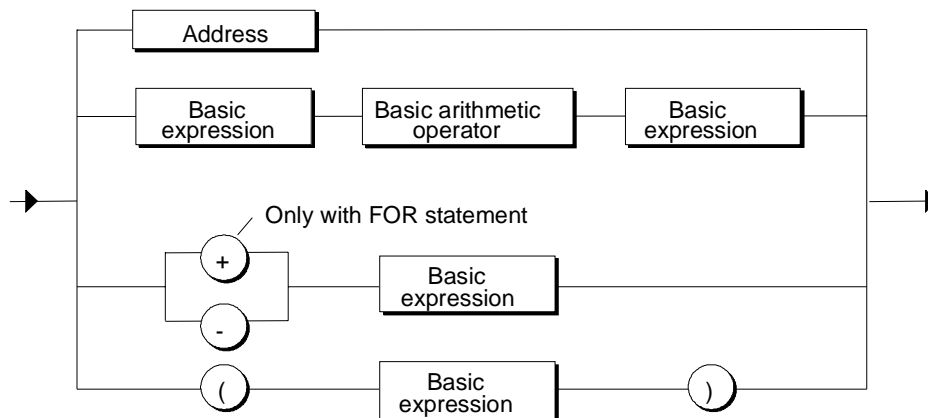 Address
Basic
expression
Basic arithmetic
operator
Basic
expression
Only with FOR statement
+
Basic
expression
-
(
Basic
expression
)